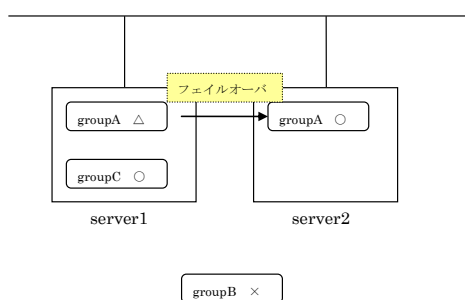 フェイルオーバ
groupA △
groupA ○
groupC ○
server1
server2
groupB ×